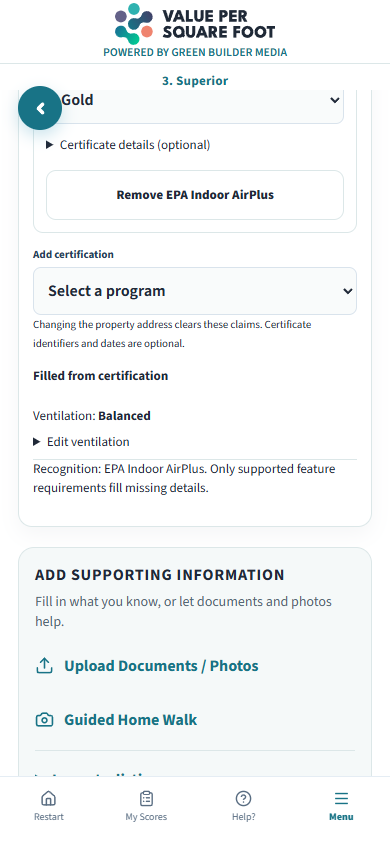 VALUE PER
SQUARE FOOT
POWERED BY GREEN BUILDER MEDIA
3. Superior
Gold
Certificate details (optional)
Remove EPA Indoor AirPlus
Add certification
Select a program
Changing the property address clears these claims. Certificate
identifiers and dates are optional.
Filled from certification
Ventilation: Balanced
Edit ventilation
Recognition: EPA Indoor AirPlus. Only supported feature
requirements fill missing details.
ADD SUPPORTING INFORMATION
Fill in what you know, or let documents and photos
help.
Upload Documents / Photos
Guided Home Walk
Restart
My Scores
Help?
Menu